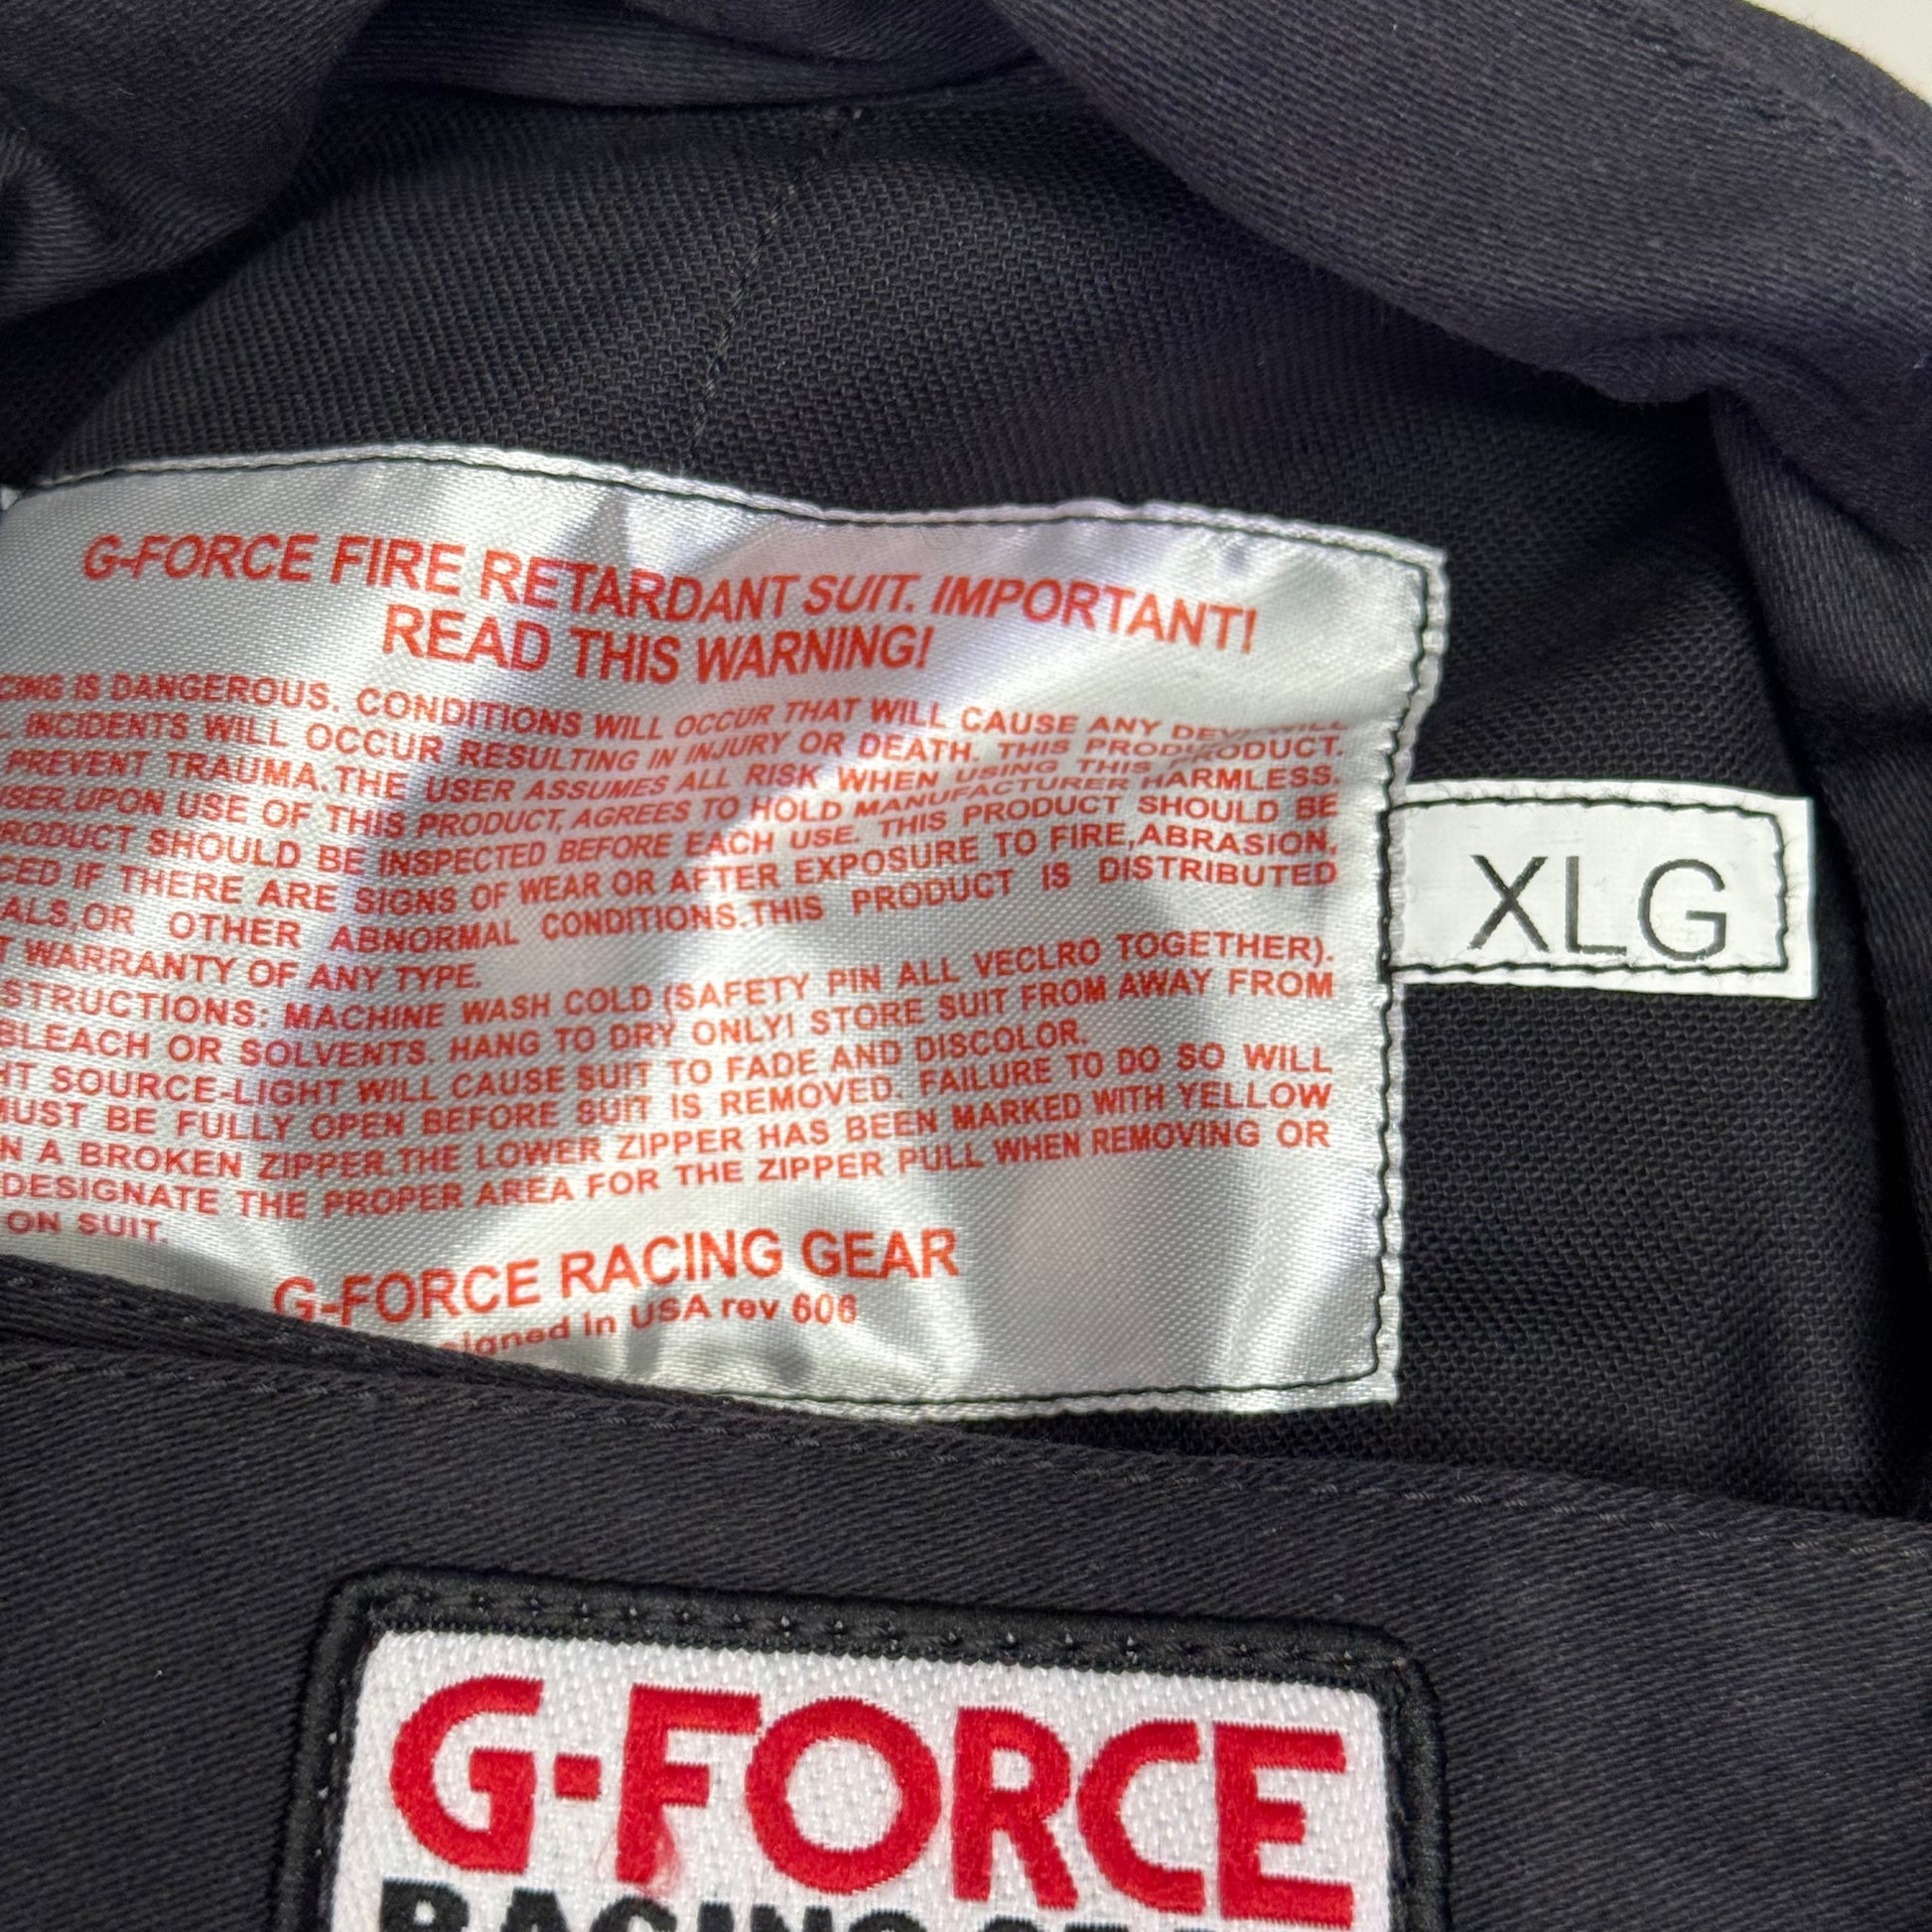 G-FORCE FIRE RETARDANT SUIT. IMPORTANT!
READ THIS WARNING!
IS DANGEROUS. CONDITIONS WILL OCCUR THAT WILL CAUSE ANY
INCIDENTS WILL OCCUR RESULTING IN INJURY OR DEATH. THIS
PREVENT TRAUMA.THE USER ASSUMES ALL RISK WHEN USING THIS
UPON USE OF THIS PRODUCT, AGREES TO HOLD MANUFACTURER HARMLESS.
SHOULD BE INSPECTED BEFORE EACH USE. THIS PRODUCT SHOULD BE
IF THERE ARE SIGNS OF WEAR OR AFTER EXPOSURE TO FIRE,ABRASION,
OR OTHER ABNORMAL CONDITIONS.THIS PRODUCT IS DISTRIBUTED
WARRANTY OF ANY TYPE.
MACHINE WASH COLD (SAFETY PIN ALL VECLRO TOGETHER).
BLEACH OR SOLVENTS. HANG TO DRY ONLY! STORE SUIT FROM AWAY FROM
SOURCE-LIGHT WILL CAUSE SUIT TO FADE AND DISCOLOR.
MUST BE FULLY OPEN BEFORE SUIT IS REMOVED. FAILURE TO DO SO WILL
A BROKEN ZIPPER.THE LOWER ZIPPER HAS BEEN MARKED WITH YELLOW
DESIGNATE THE PROPER AREA FOR THE ZIPPER PULL WHEN REMOVING OR
ON SUIT.
G-FORCE RACING GEAR
in USA rev 606
XLG
G-FORCE
RACING